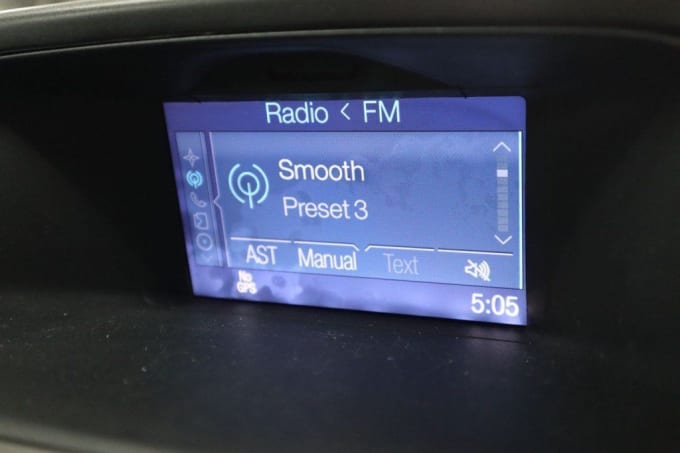 Radio < FM
Smooth
Preset 3
AST Manual Text
No
GPS
5:05